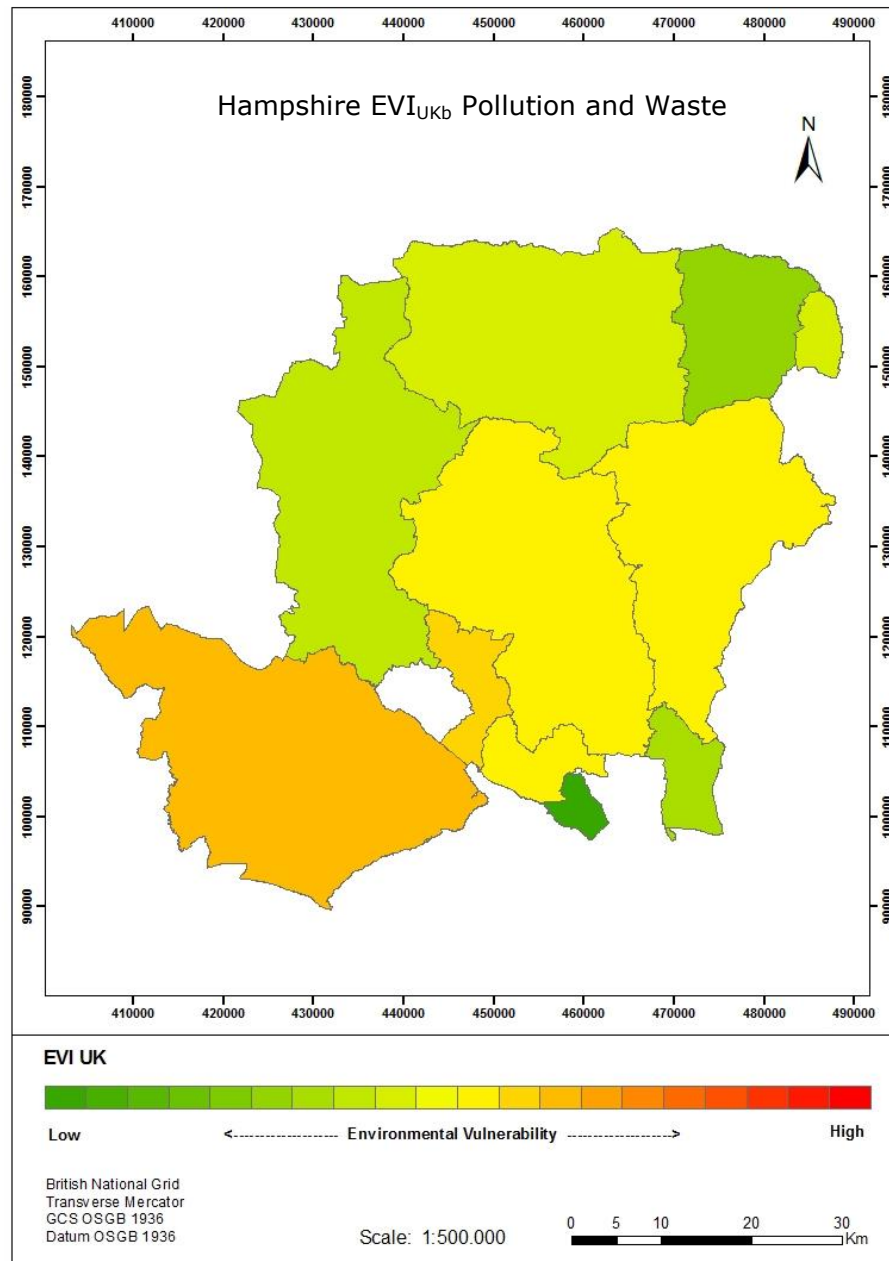 410000 420000 430000 440000 450000 460000 470000 480000 490000
Hampshire EVIUKb Pollution and Waste
N
180000
170000
160000
150000
140000
130000
120000
110000
100000
90000
180000
170000
160000
150000
140000
130000
120000
110000
100000
90000
410000 420000 430000 440000 450000 460000 470000 480000 490000
EVI UK
Low <------------------- Environmental Vulnerability ------------------> High
British National Grid
Transverse Mercator
GCS OSGB 1936
Datum OSGB 1936
Scale: 1:500.000
0 5 10 20 30
Km